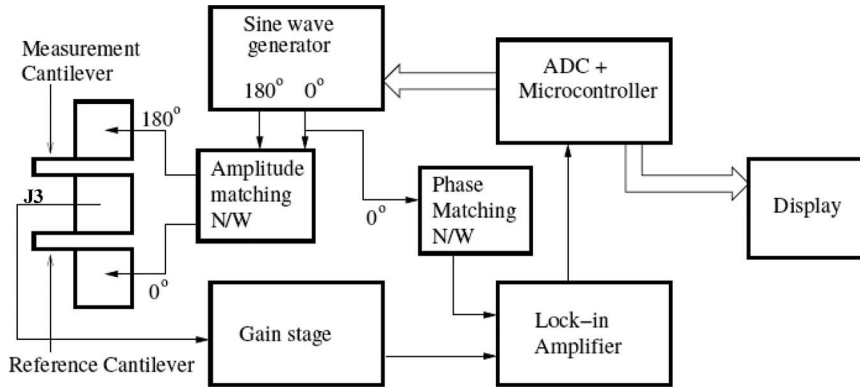 Sine wave
generator
180° 0°
ADC +
Microcontroller
Measurement
Cantilever
180°
Amplitude
matching
N/W
Phase
Matching
N/W
J3
0°
Display
0°
Gain stage
Lock-in
Amplifier
Reference Cantilever